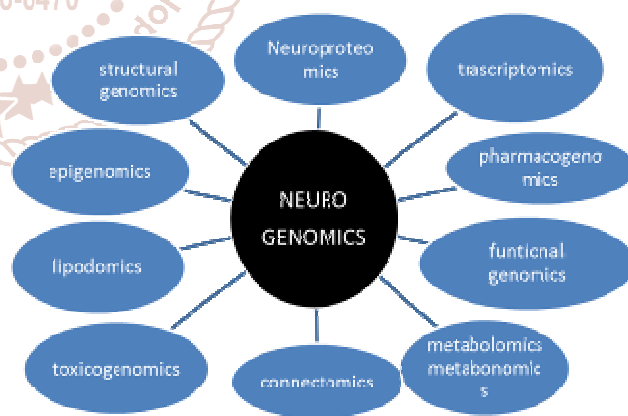 structural
genomics
Neuroproteo
mics
trascriptomics
epigenomics
NEURO
GENOMICS
pharmacogeno
mics
lipodomics
funtional
genomics
toxicogenomics
connectomics
metabolomics
metabonomic
s